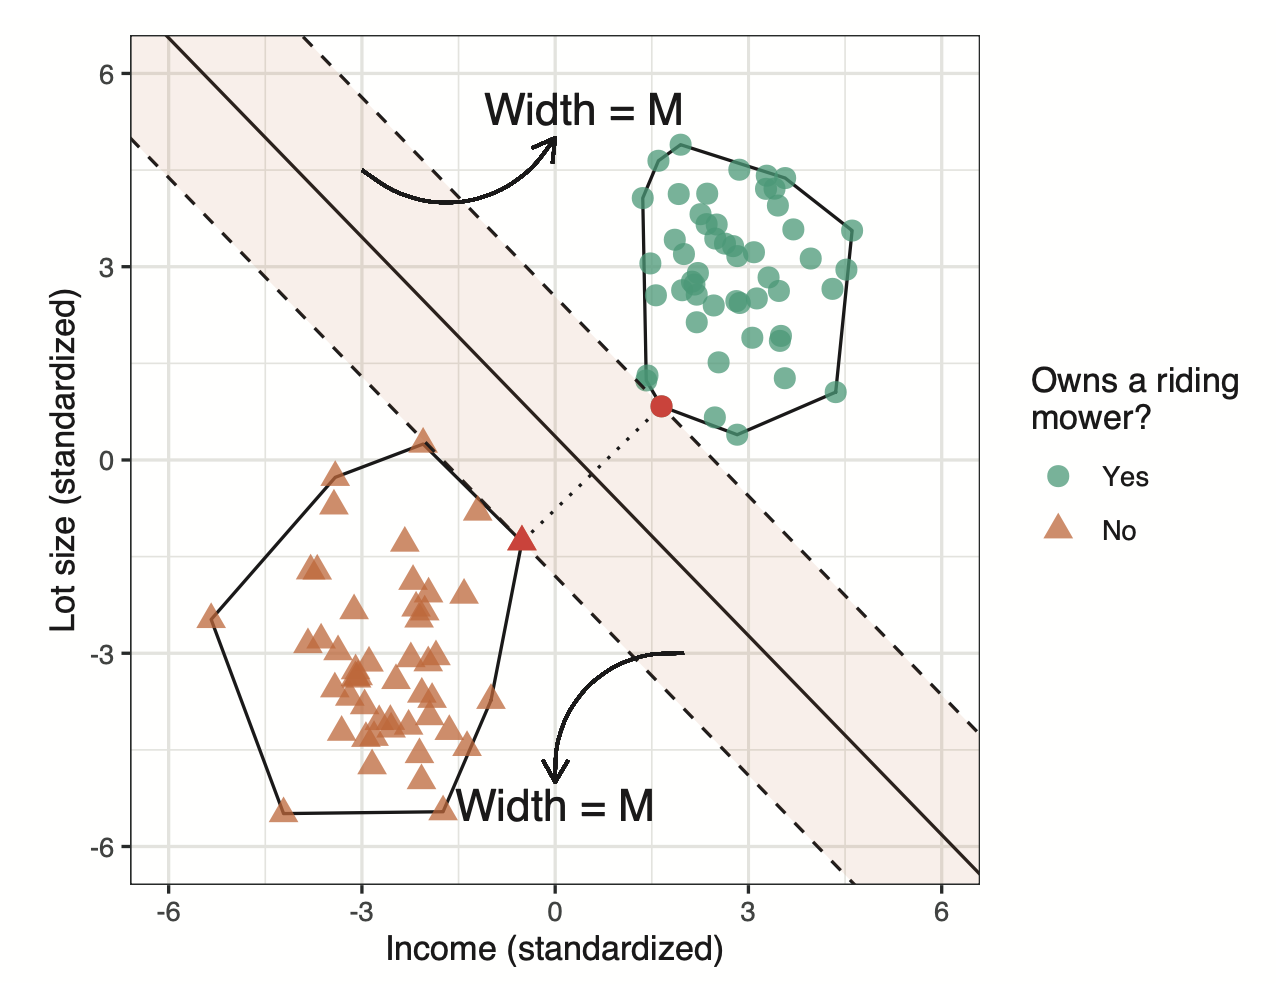 Width = M
6
3
0
-3
-6
Lot size (standardized)
Width = M
-6
-3
0
3
6
Income (standardized)
Owns a riding
mower?
Yes
No